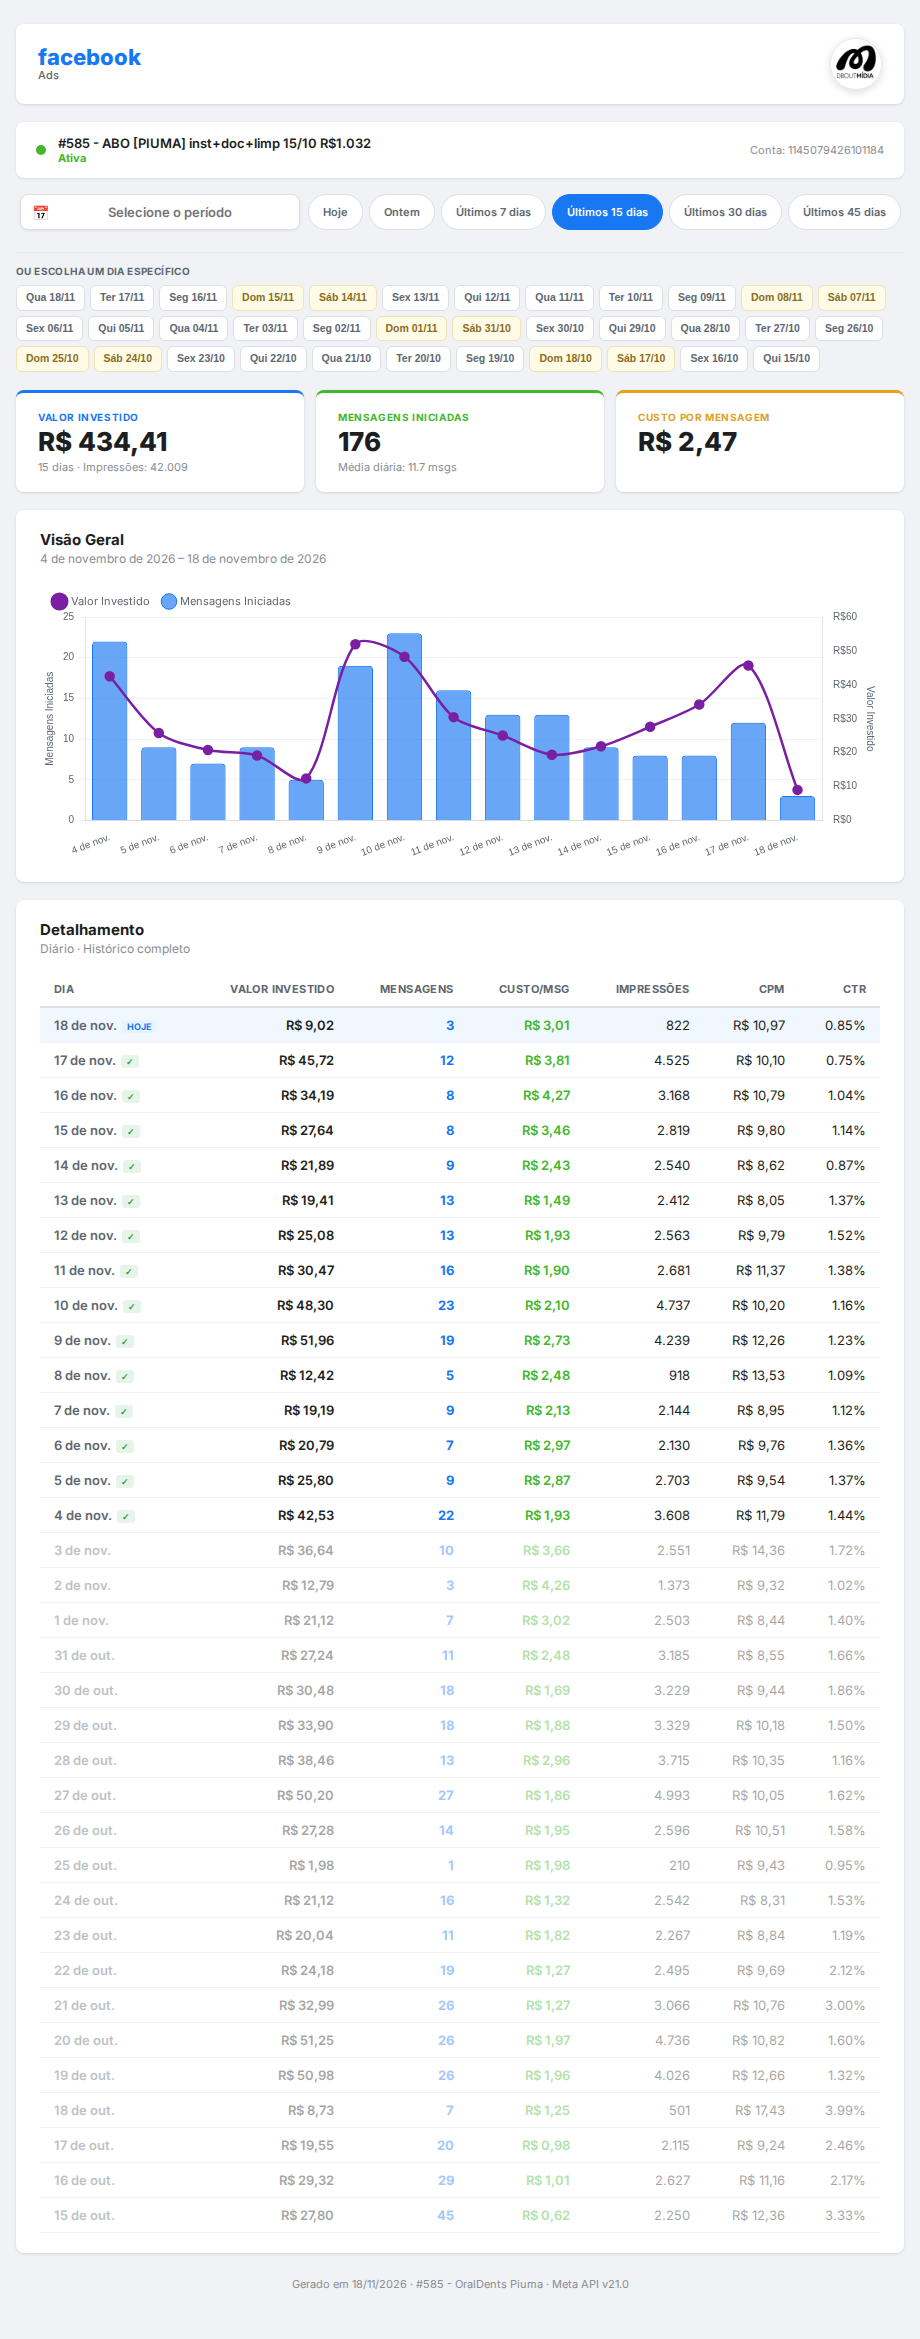 facebook
Ads
DBOUTMÍDIA
#585 - ABO [PIUMA] inst+doc+limp 15/10 R$1.032
Ativa
Conta: 1145079426101184
📅 Selecione o período Hoje Ontem Últimos 7 dias Últimos 15 dias Últimos 30 dias Últimos 45 dias
OU ESCOLHA UM DIA ESPECÍFICO
Qua 18/11 Ter 17/11 Seg 16/11 Dom 15/11 Sáb 14/11 Sex 13/11 Qui 12/11 Qua 11/11 Ter 10/11 Seg 09/11 Dom 08/11 Sáb 07/11
Sex 06/11 Qui 05/11 Qua 04/11 Ter 03/11 Seg 02/11 Dom 01/11 Sáb 31/10 Sex 30/10 Qui 29/10 Qua 28/10 Ter 27/10 Seg 26/10
Dom 25/10 Sáb 24/10 Sex 23/10 Qui 22/10 Qua 21/10 Ter 20/10 Seg 19/10 Dom 18/10 Sáb 17/10 Sex 16/10 Qui 15/10
VALOR INVESTIDO
R$ 434,41
15 dias · Impressões: 42.009
MENSAGENS INICIADAS
176
Média diária: 11.7 msgs
CUSTO POR MENSAGEM
R$ 2,47
Visão Geral
4 de novembro de 2026 – 18 de novembro de 2026
Valor Investido Mensagens Iniciadas
Mensagens Iniciadas
25
20
15
10
5
0
R$60
R$50
R$40
R$30
R$20
R$10
R$0
Valor Investido
4 de nov. 5 de nov. 6 de nov. 7 de nov. 8 de nov. 9 de nov. 10 de nov. 11 de nov. 12 de nov. 13 de nov. 14 de nov. 15 de nov. 16 de nov. 17 de nov. 18 de nov.
Detalhamento
Diário · Histórico completo
DIA VALOR INVESTIDO MENSAGENS CUSTO/MSG IMPRESSÕES CPM CTR
18 de nov. HOJE R$ 9,02 3 R$ 3,01 822 R$ 10,97 0.85%
17 de nov. ✓ R$ 45,72 12 R$ 3,81 4.525 R$ 10,10 0.75%
16 de nov. ✓ R$ 34,19 8 R$ 4,27 3.168 R$ 10,79 1.04%
15 de nov. ✓ R$ 27,64 8 R$ 3,46 2.819 R$ 9,80 1.14%
14 de nov. ✓ R$ 21,89 9 R$ 2,43 2.540 R$ 8,62 0.87%
13 de nov. ✓ R$ 19,41 13 R$ 1,49 2.412 R$ 8,05 1.37%
12 de nov. ✓ R$ 25,08 13 R$ 1,93 2.563 R$ 9,79 1.52%
11 de nov. ✓ R$ 30,47 16 R$ 1,90 2.681 R$ 11,37 1.38%
10 de nov. ✓ R$ 48,30 23 R$ 2,10 4.737 R$ 10,20 1.16%
9 de nov. ✓ R$ 51,96 19 R$ 2,73 4.239 R$ 12,26 1.23%
8 de nov. ✓ R$ 12,42 5 R$ 2,48 918 R$ 13,53 1.09%
7 de nov. ✓ R$ 19,19 9 R$ 2,13 2.144 R$ 8,95 1.12%
6 de nov. ✓ R$ 20,79 7 R$ 2,97 2.130 R$ 9,76 1.36%
5 de nov. ✓ R$ 25,80 9 R$ 2,87 2.703 R$ 9,54 1.37%
4 de nov. ✓ R$ 42,53 22 R$ 1,93 3.608 R$ 11,79 1.44%
3 de nov. R$ 36,64 10 R$ 3,66 2.551 R$ 14,36 1.72%
2 de nov. R$ 12,79 3 R$ 4,26 1.373 R$ 9,32 1.02%
1 de nov. R$ 21,12 7 R$ 3,02 2.503 R$ 8,44 1.40%
31 de out. R$ 27,24 11 R$ 2,48 3.185 R$ 8,55 1.66%
30 de out. R$ 30,48 18 R$ 1,69 3.229 R$ 9,44 1.86%
29 de out. R$ 33,90 18 R$ 1,88 3.329 R$ 10,18 1.50%
28 de out. R$ 38,46 13 R$ 2,96 3.715 R$ 10,35 1.16%
27 de out. R$ 50,20 27 R$ 1,86 4.993 R$ 10,05 1.62%
26 de out. R$ 27,28 14 R$ 1,95 2.596 R$ 10,51 1.58%
25 de out. R$ 1,98 1 R$ 1,98 210 R$ 9,43 0.95%
24 de out. R$ 21,12 16 R$ 1,32 2.542 R$ 8,31 1.53%
23 de out. R$ 20,04 11 R$ 1,82 2.267 R$ 8,84 1.19%
22 de out. R$ 24,18 19 R$ 1,27 2.495 R$ 9,69 2.12%
21 de out. R$ 32,99 26 R$ 1,27 3.066 R$ 10,76 3.00%
20 de out. R$ 51,25 26 R$ 1,97 4.736 R$ 10,82 1.60%
19 de out. R$ 50,98 26 R$ 1,96 4.026 R$ 12,66 1.32%
18 de out. R$ 8,73 7 R$ 1,25 501 R$ 17,43 3.99%
17 de out. R$ 19,55 20 R$ 0,98 2.115 R$ 9,24 2.46%
16 de out. R$ 29,32 29 R$ 1,01 2.627 R$ 11,16 2.17%
15 de out. R$ 27,80 45 R$ 0,62 2.250 R$ 12,36 3.33%
Gerado em 18/11/2026 · #585 - OralDents Piuma · Meta API v21.0